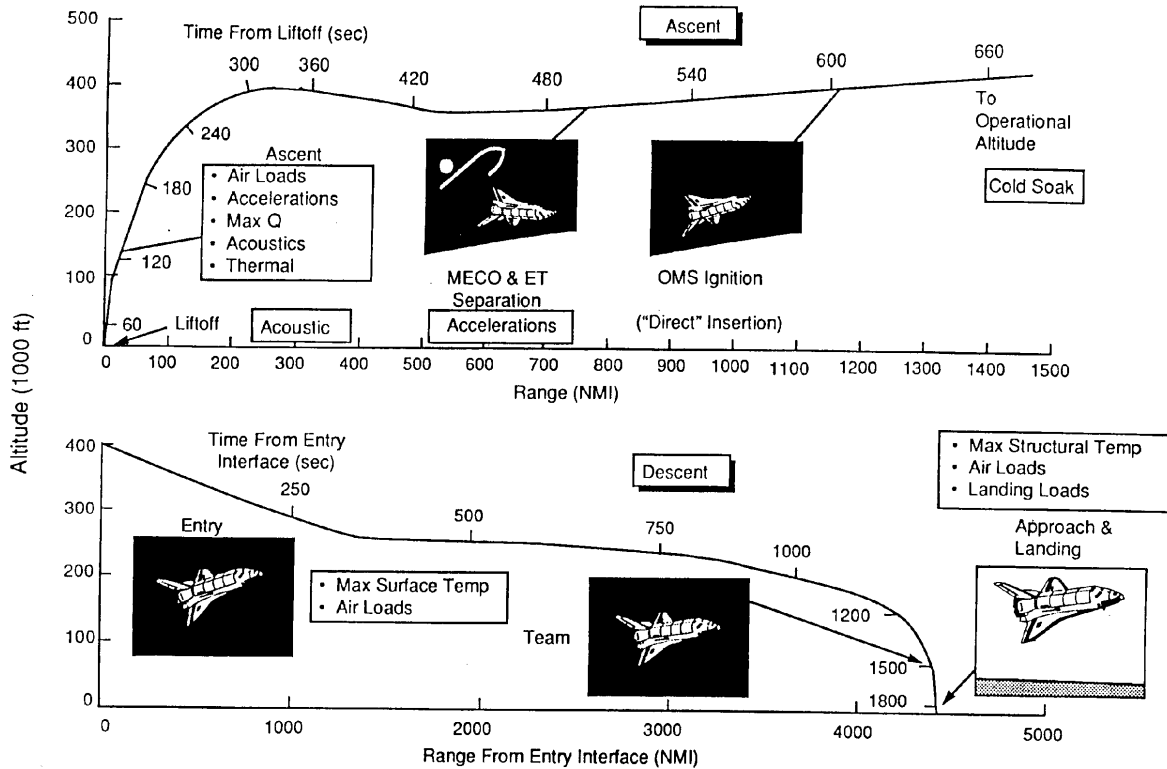 Altitude (1000 ft)
500
400
300
200
100
0
Time From Liftoff (sec)
Ascent
300
360
420
480
540
600
660
240
180
120
60
Ascent
• Air Loads
• Accelerations
• Max Q
• Acoustics
• Thermal
To
Operational
Altitude
Cold Soak
MECO & ET
Separation
Accelerations
OMS Ignition
("Direct" Insertion)
Liftoff
Acoustic
0 100 200 300 400 500 600 700 800 900 1000 1100 1200 1300 1400 1500
Range (NMI)
400
300
200
100
0
Time From Entry
Interface (sec)
Descent
250
500
750
1000
1200
1500
1800
• Max Structural Temp
• Air Loads
• Landing Loads
Entry
• Max Surface Temp
• Air Loads
Team
Approach &
Landing
0 1000 2000 3000 4000 5000
Range From Entry Interface (NMI)